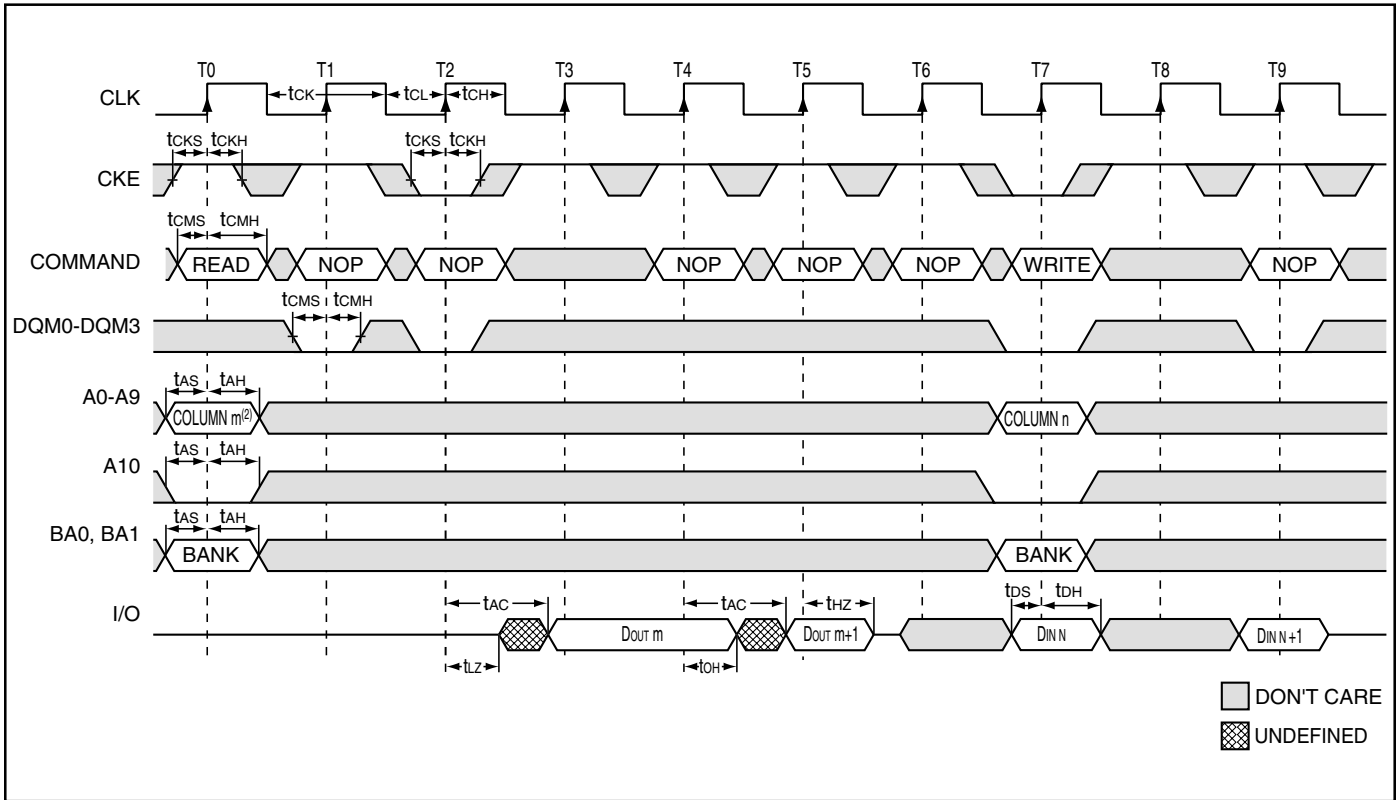 T0 T1 T2 T3 T4 T5 T6 T7 T8 T9
CLK tCK tCL tCH
tCKS tCKH tCKS tCKH
CKE
tCMS tCMH
COMMAND READ NOP NOP NOP NOP NOP WRITE NOP
tCMS tCMH
DQM0-DQM3
tAS tAH
A0-A9 COLUMN m(2) COLUMN n
tAS tAH
A10
tAS tAH
BA0, BA1 BANK BANK
I/O tAC tAC tHZ tDS tDH
DOUT m DOUT m+1 DIN N DIN N+1
tLZ tOH
DON'T CARE
UNDEFINED